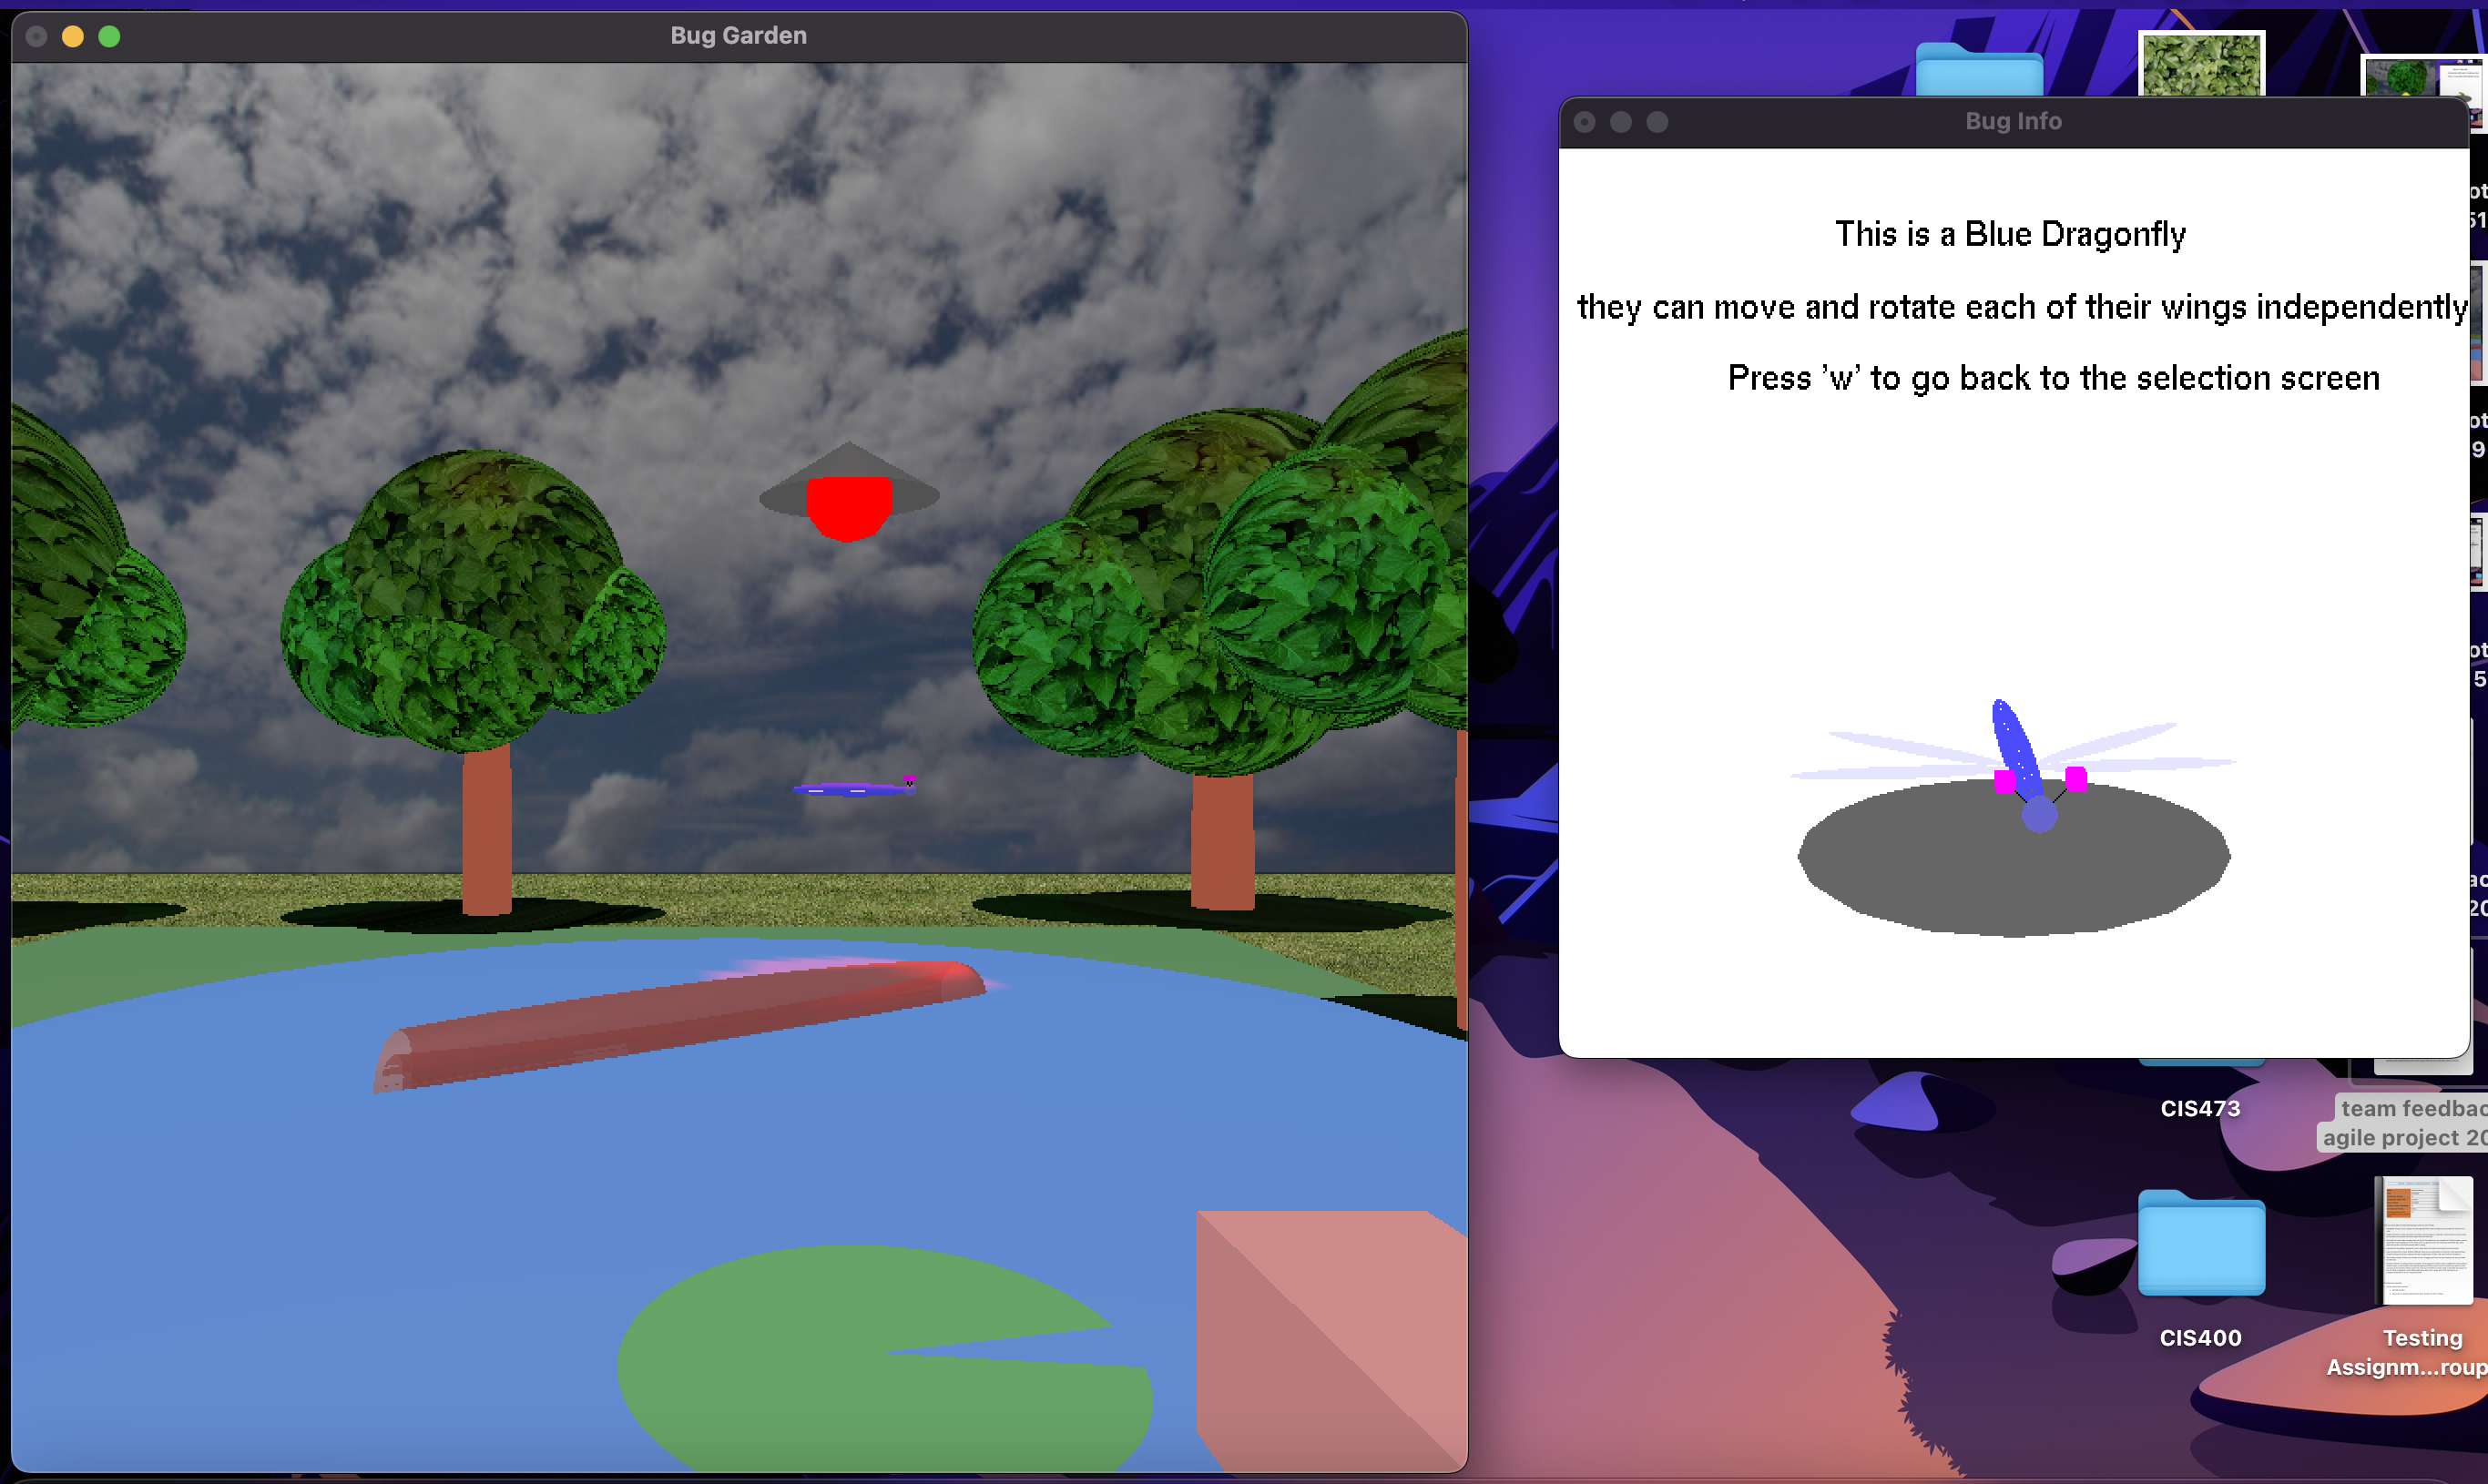 Bug Garden
Bug Info
This is a Blue Dragonfly
they can move and rotate each of their wings independently
Press 'w' to go back to the selection screen
CIS473
team feedbac
agile project 20
CIS400
Testing
Assignm...roup